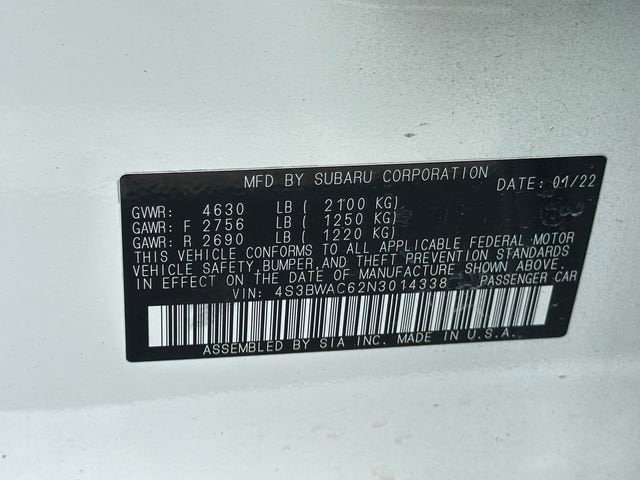 MFD BY SUBARU CORPORATION DATE: 01/22
GVWR: 4630 LB ( 2100 KG)
GAWR: F 2756 LB ( 1250 KG)
GAWR: R 2690 LB ( 1220 KG)
THIS VEHICLE CONFORMS TO ALL APPLICABLE FEDERAL MOTOR
VEHICLE SAFETY,BUMPER,AND THEFT PREVENTION STANDARDS
IN EFFECT ON THE DATE OF MANUFACTURE SHOWN ABOVE.
VIN: 4S3BWAC62N3014338 PASSENGER CAR
ASSEMBLED BY SIA INC. MADE IN U.S.A.